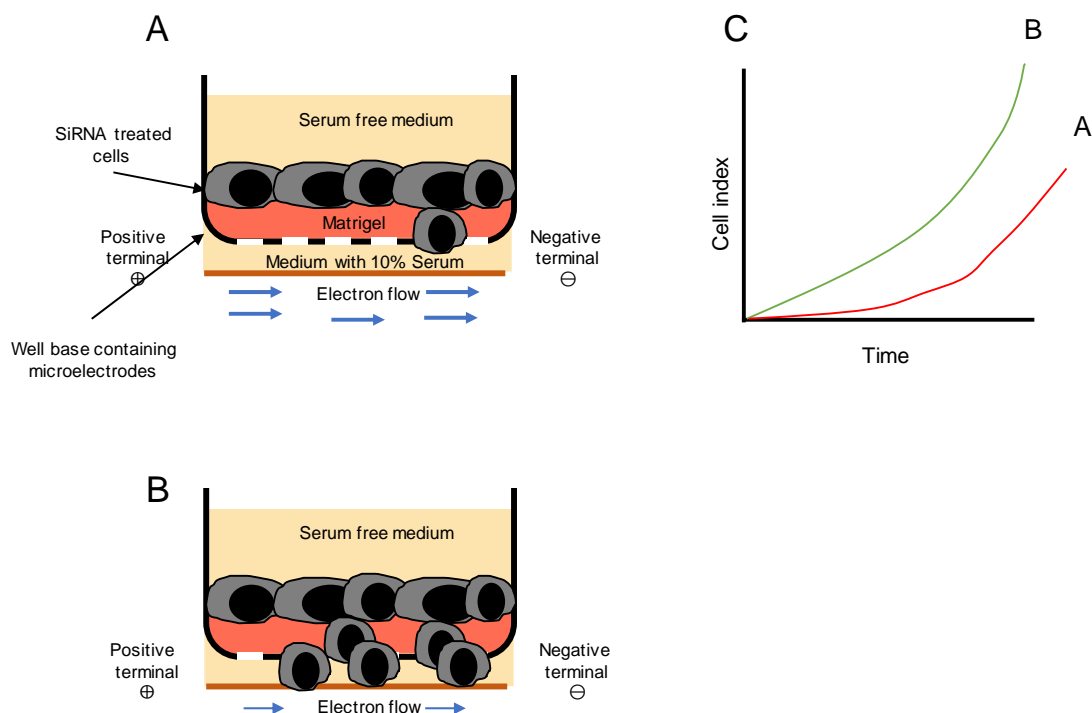 A
Serum free medium
SiRNA treated
cells
Matrigel
Positive
terminal
⊕
Negative
terminal
⊖
Medium with 10% Serum
Electron flow
Well base containing
microelectrodes
C
B
A
Cell index
Time
B
Serum free medium
Positive
terminal
⊕
Negative
terminal
⊖
Electron flow